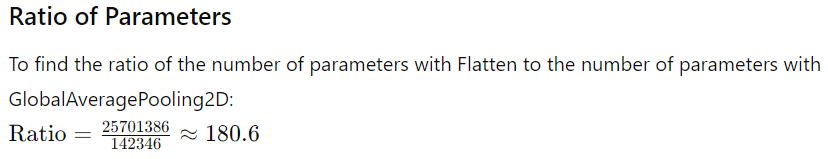 Ratio of Parameters
To find the ratio of the number of parameters with Flatten to the number of parameters with
GlobalAveragePooling2D:
Ratio = 25701386/142346 ≈ 180.6